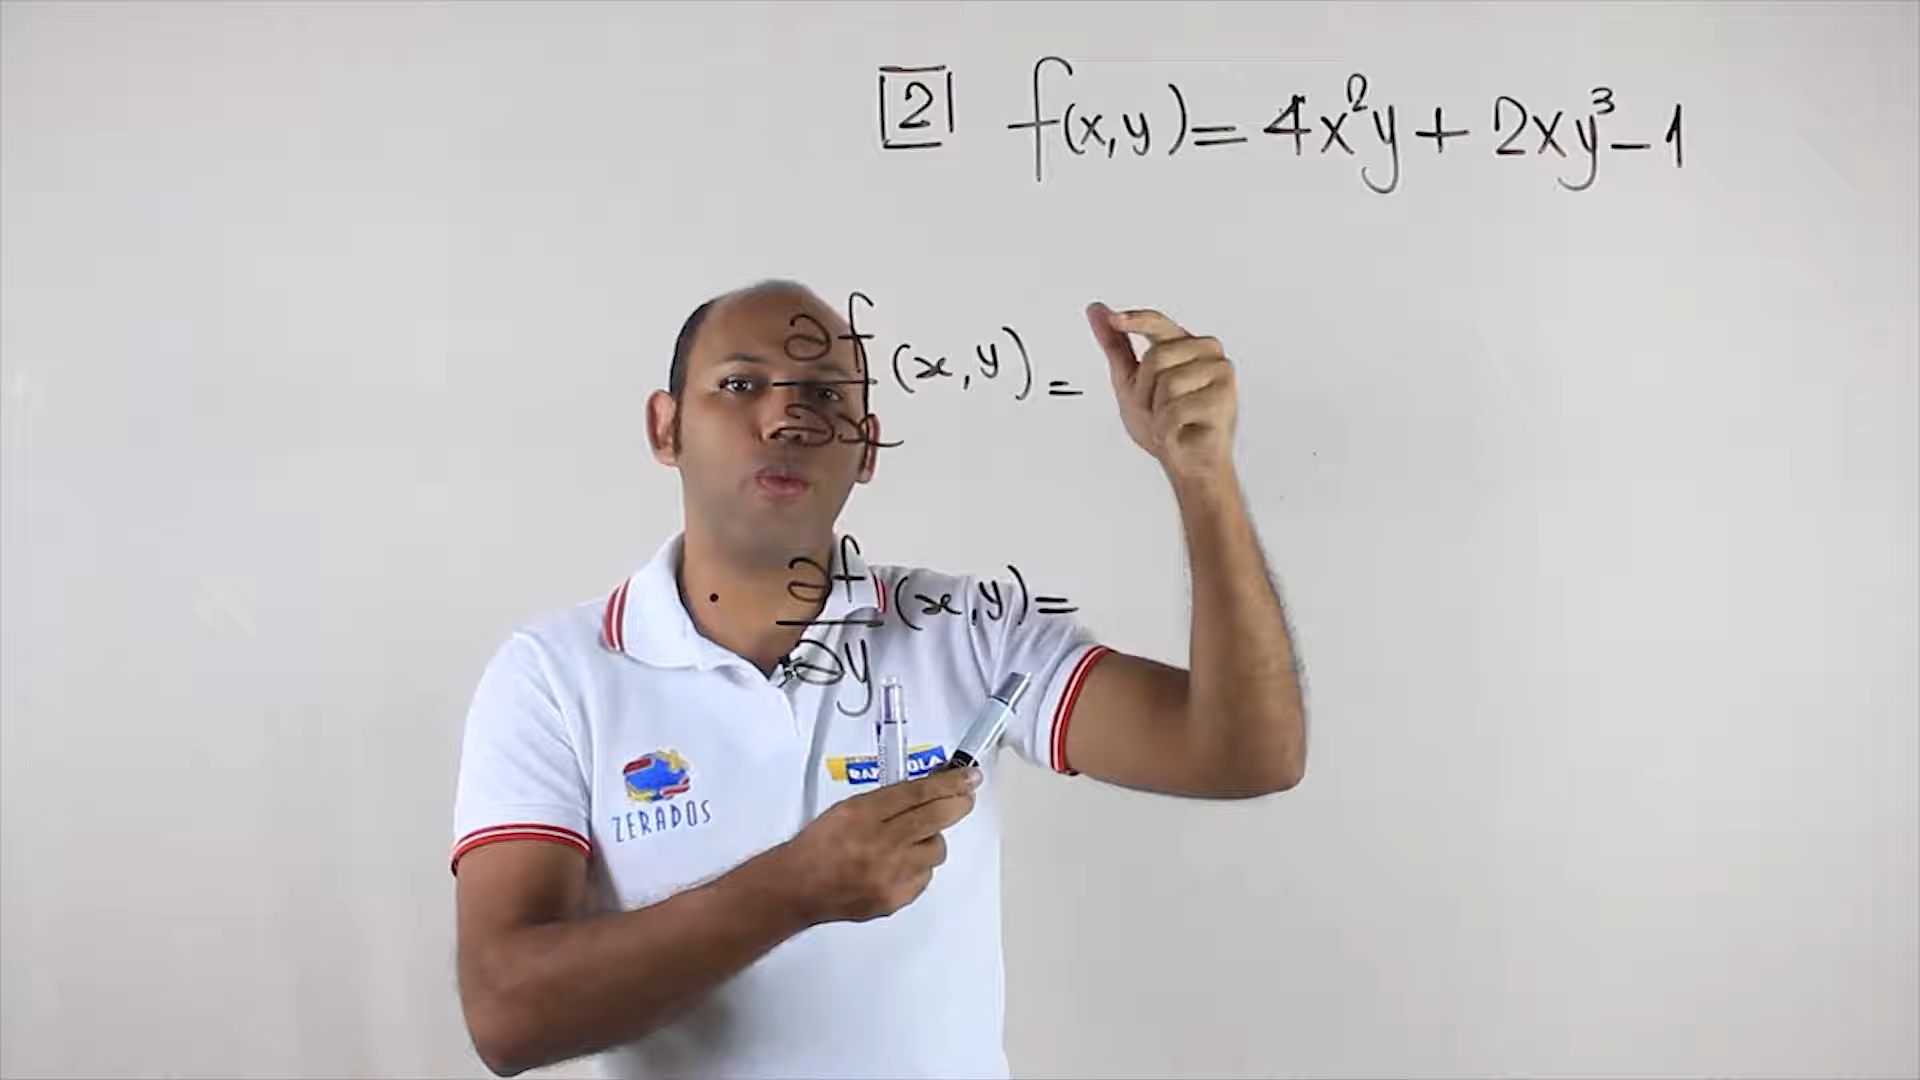 2 f(x,y) = 4x²y + 2xy³ - 1
∂f/∂x (x,y) =
∂f/∂y (x,y) =
ZERADOS